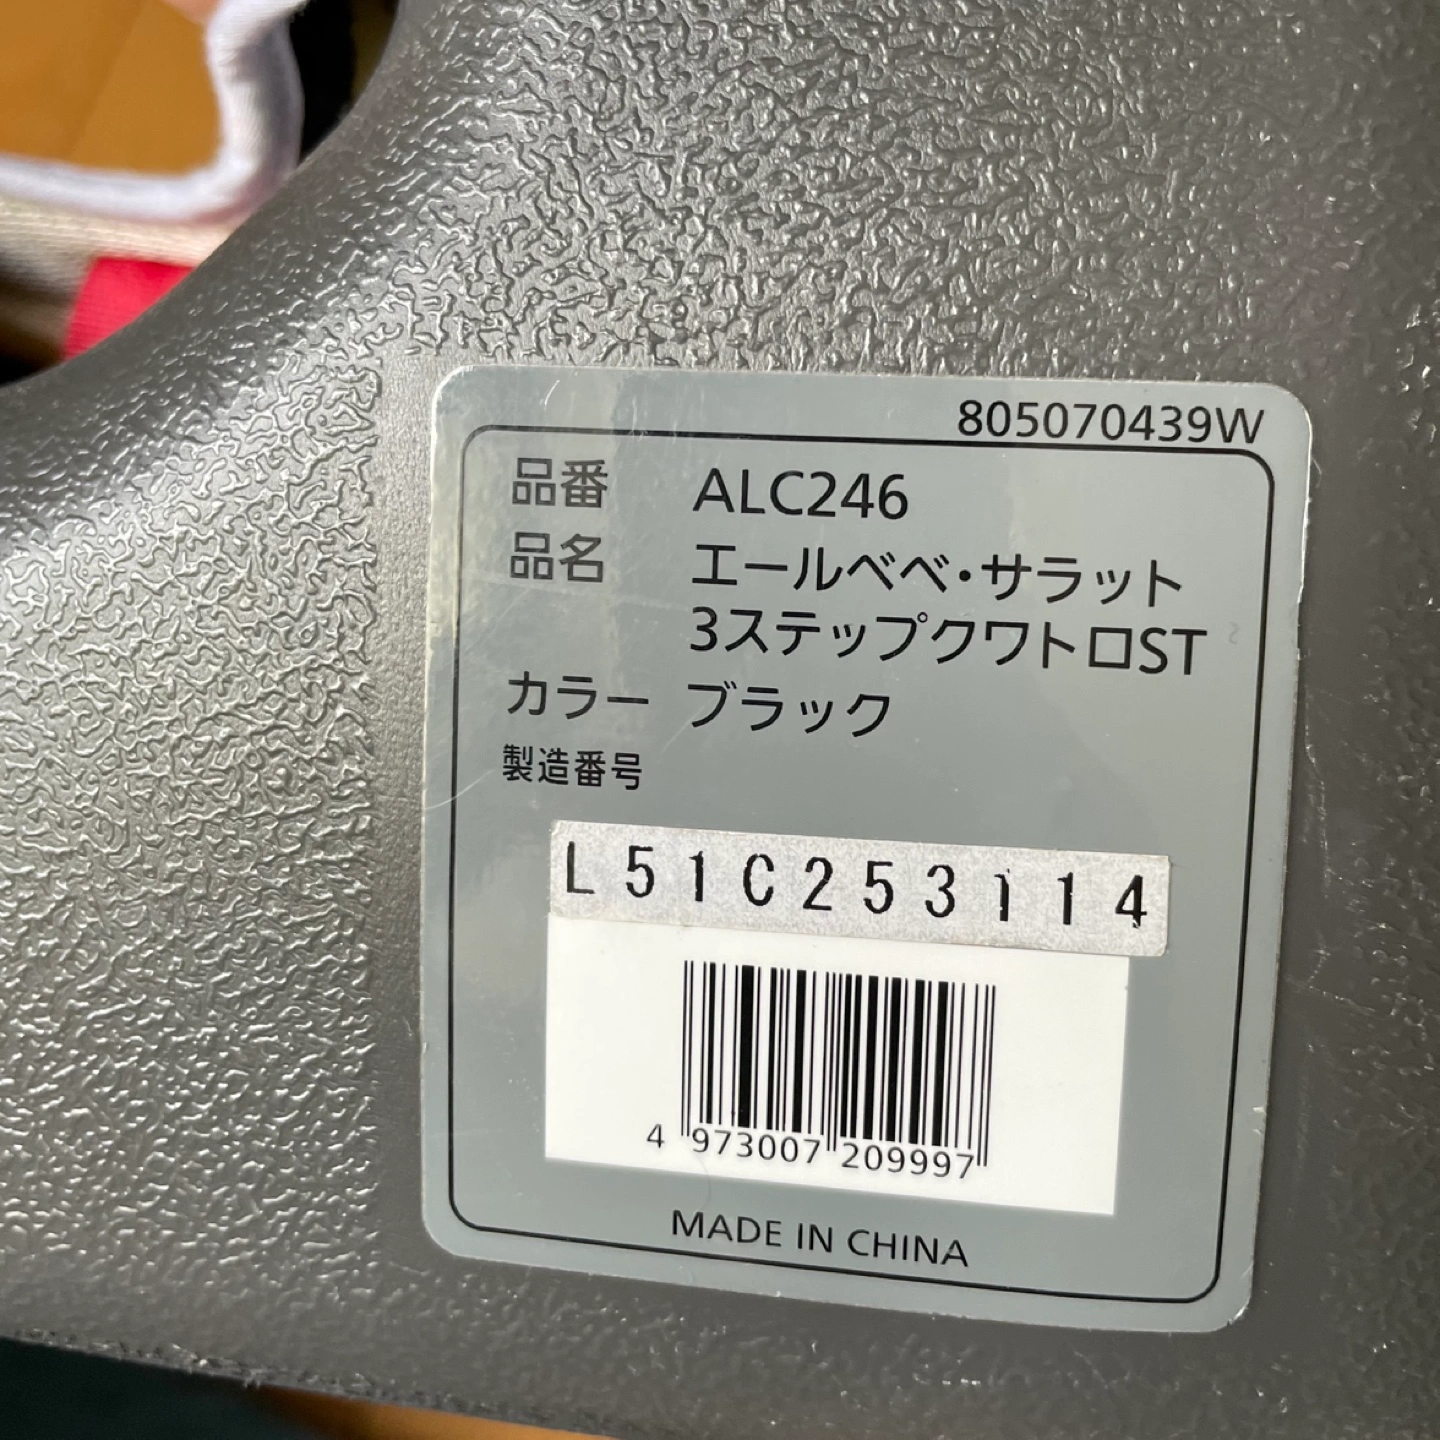 805070439W
品番 ALC246
品名 エールベベ・サラット
3ステップクワトロST
カラー ブラック
製造番号
L51C253114
4 973007 209997
MADE IN CHINA